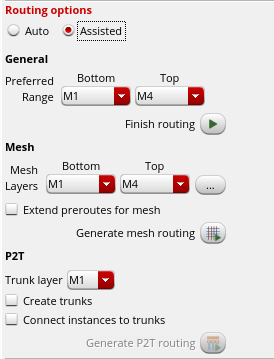 Routing options
Auto Assisted
General
Bottom Top
Preferred Range M1 M4
Finish routing
Mesh
Bottom Top
Mesh Layers M1 M4 ...
Extend preroutes for mesh
Generate mesh routing
P2T
Trunk layer M1
Create trunks
Connect instances to trunks
Generate P2T routing